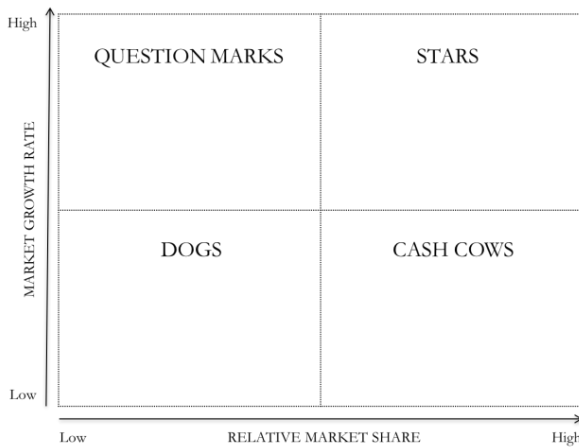 High
QUESTION MARKS
STARS
MARKET GROWTH RATE
DOGS
CASH COWS
Low
Low
RELATIVE MARKET SHARE
High